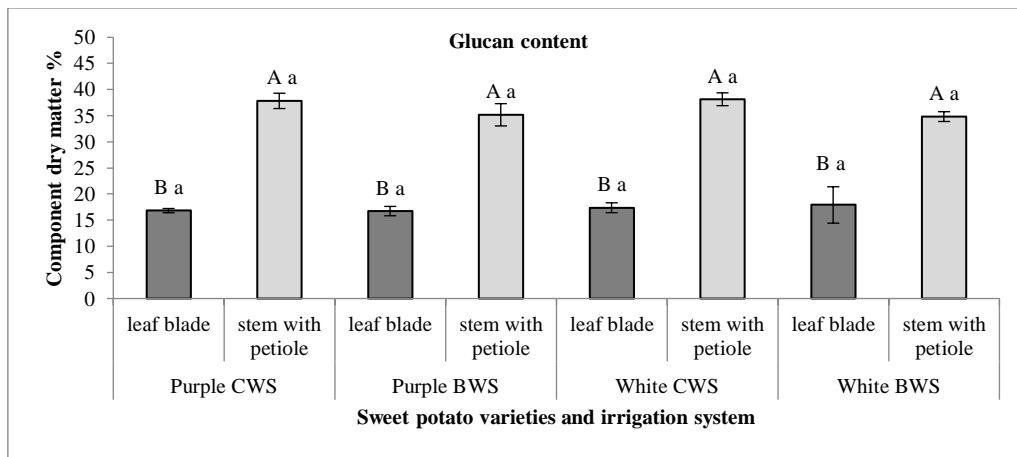 Glucan content
Component dry matter %
50
45
40
35
30
25
20
15
10
5
0
B a
A a
B a
A a
B a
A a
B a
A a
leaf blade
stem with
petiole
leaf blade
stem with
petiole
leaf blade
stem with
petiole
leaf blade
stem with
petiole
Purple CWS
Purple BWS
White CWS
White BWS
Sweet potato varieties and irrigation system